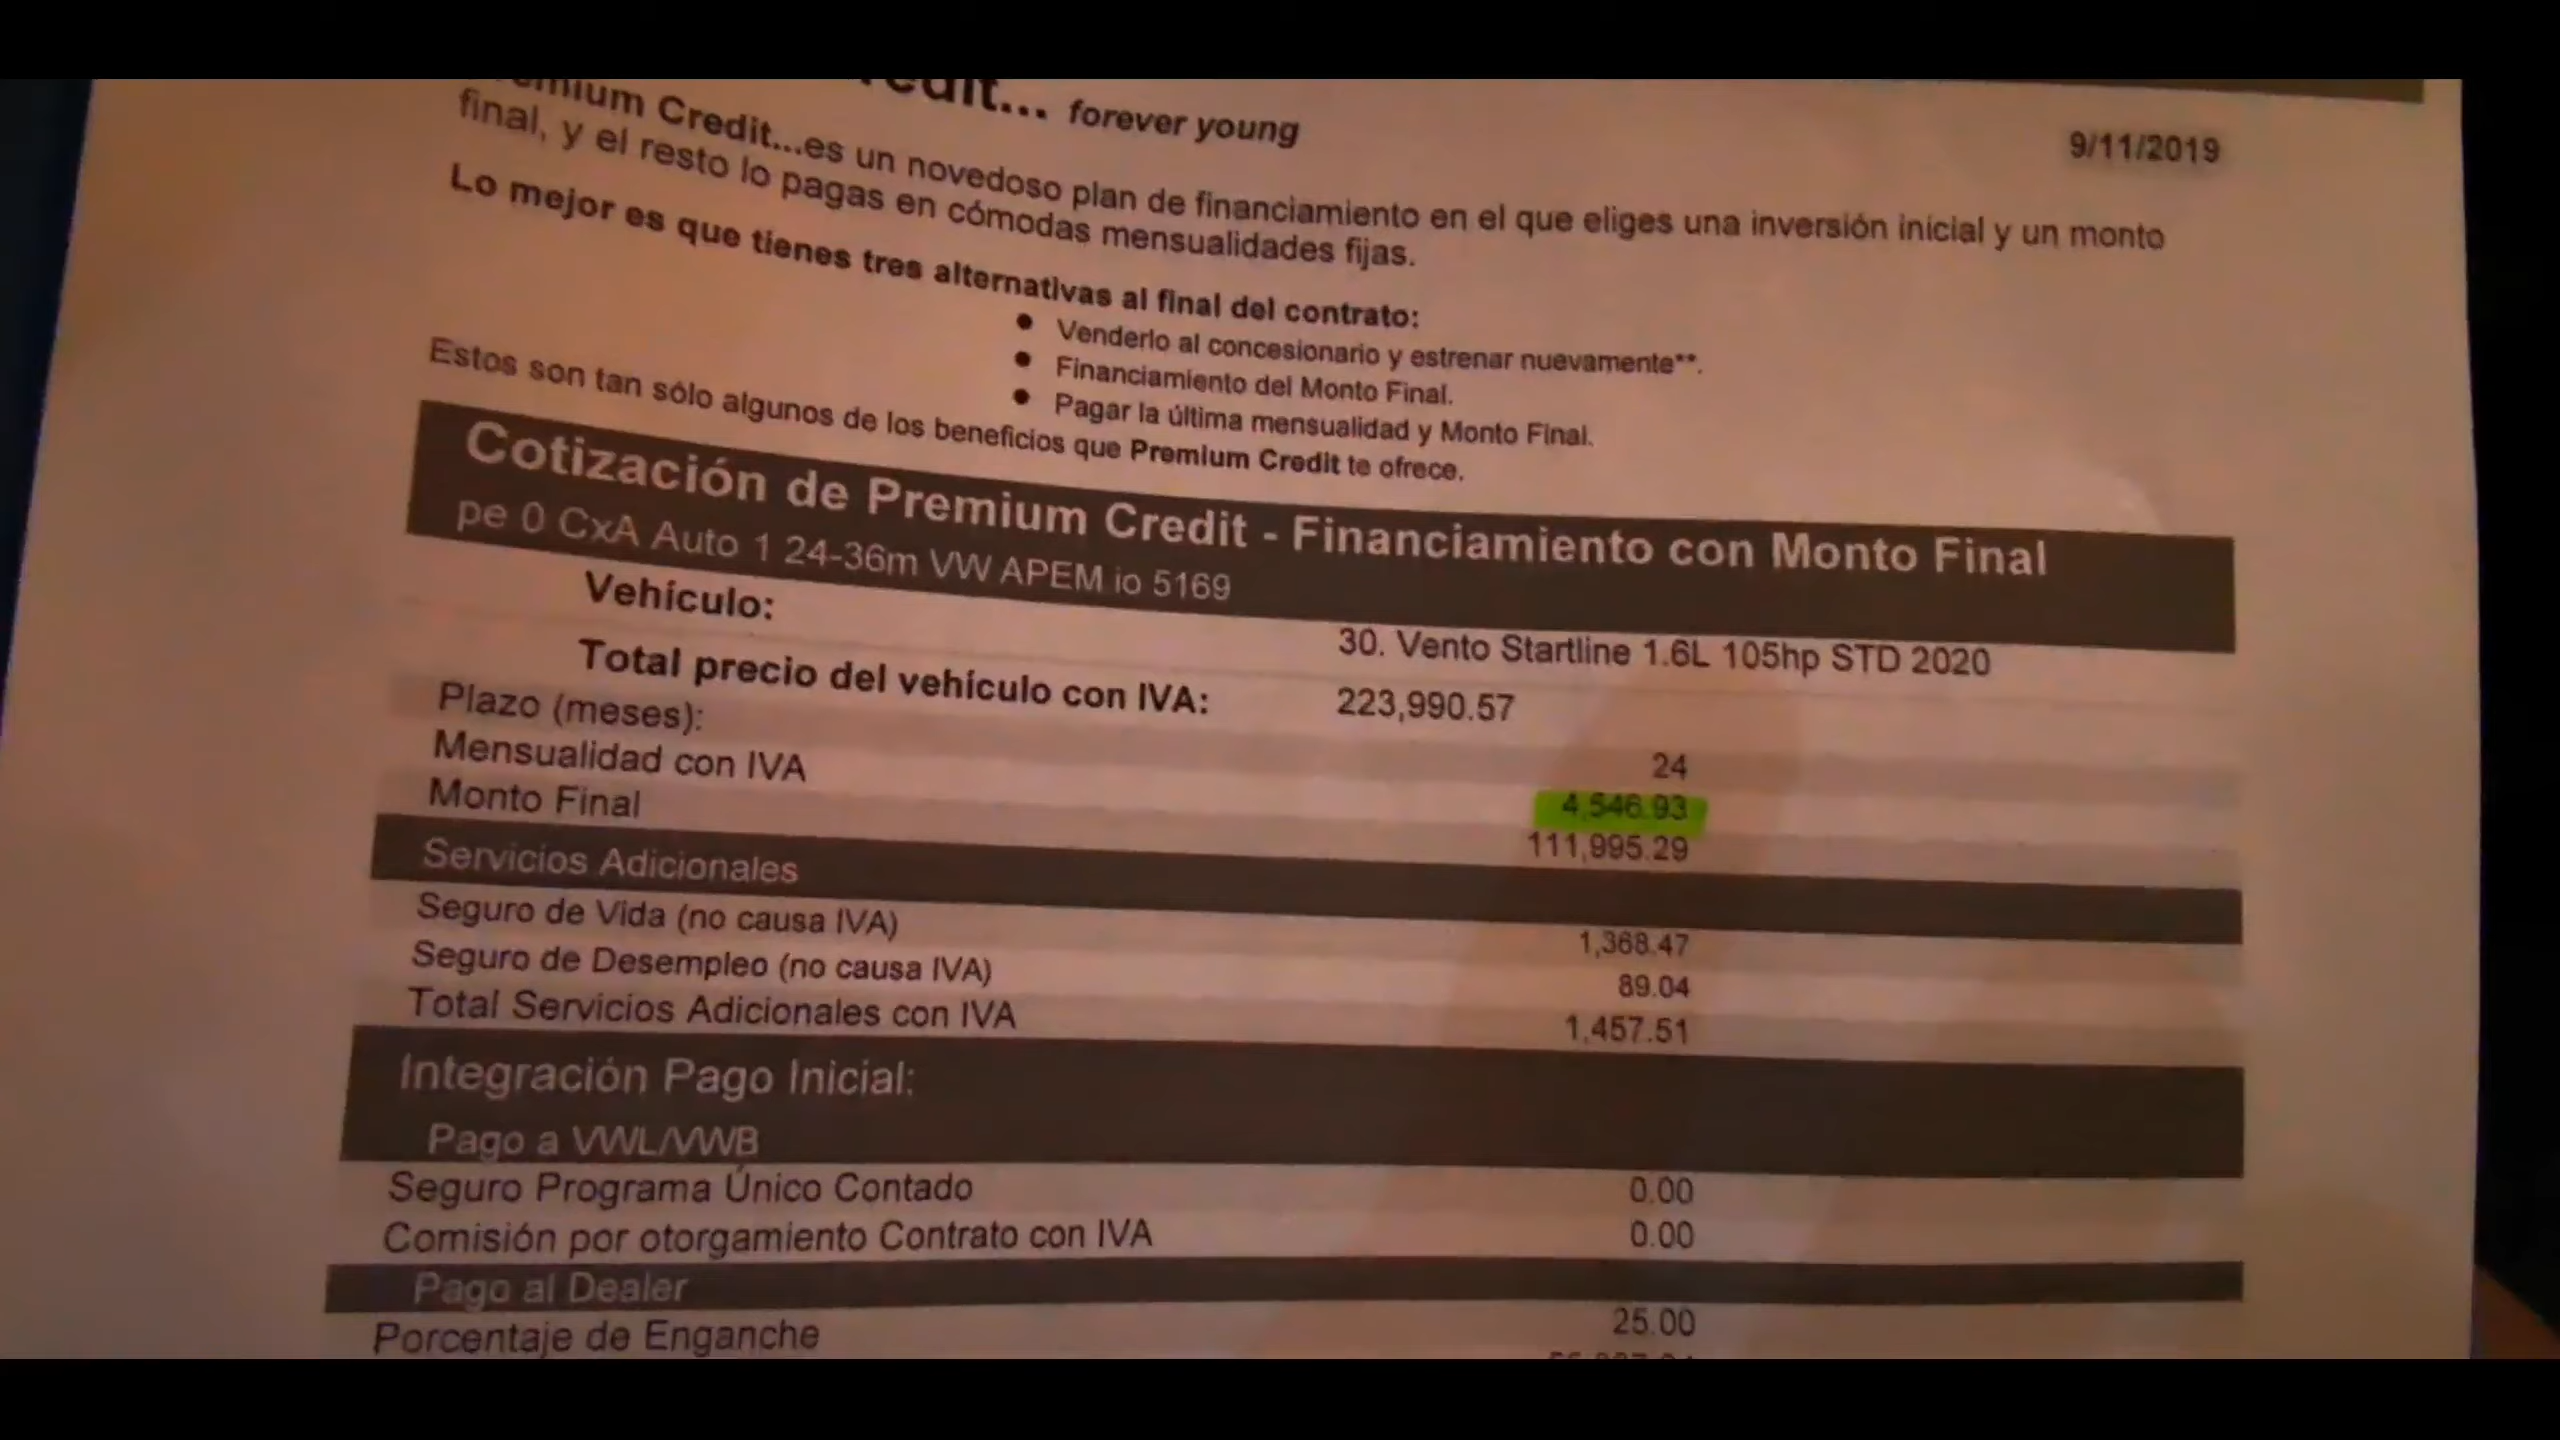 forever young
9/11/2019
Premium Credit...es un novedoso plan de financiamiento en el que eliges una inversión inicial y un monto
final, y el resto lo pagas en cómodas mensualidades fijas.
Lo mejor es que tienes tres alternativas al final del contrato:
• Venderlo al concesionario y estrenar nuevamente**.
• Financiamiento del Monto Final.
• Pagar la última mensualidad y Monto Final.
Estos son tan sólo algunos de los beneficios que Premium Credit te ofrece.
Cotización de Premium Credit - Financiamiento con Monto Final
pe 0 CxA Auto 1 24-36m VW APEM io 5169
Vehículo: 30. Vento Startline 1.6L 105hp STD 2020
Total precio del vehículo con IVA: 223,990.57
Plazo (meses): 24
Mensualidad con IVA 4,546.93
Monto Final 111,995.29
Servicios Adicionales
Seguro de Vida (no causa IVA) 1,368.47
Seguro de Desempleo (no causa IVA) 89.04
Total Servicios Adicionales con IVA 1,457.51
Integración Pago Inicial:
Pago a VWL/VWB
Seguro Programa Único Contado 0.00
Comisión por otorgamiento Contrato con IVA 0.00
Pago al Dealer
Porcentaje de Enganche 25.00